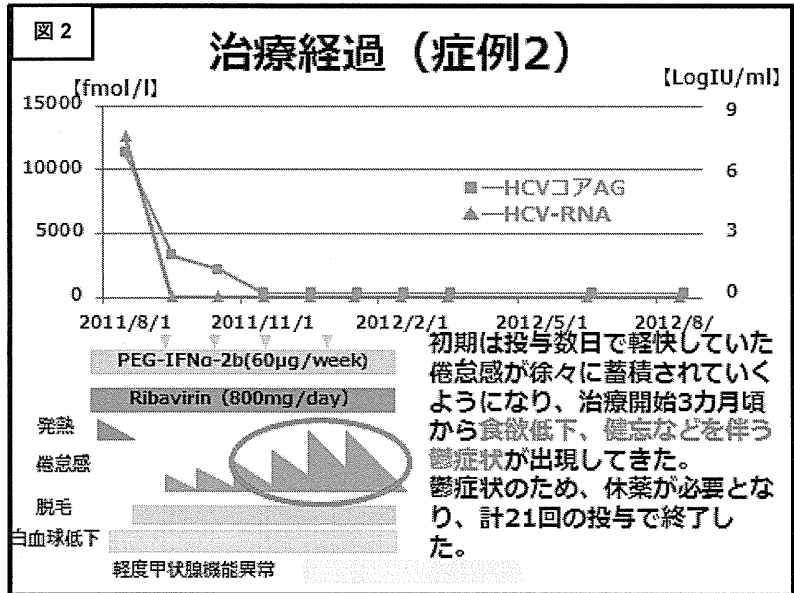 図2
治療経過（症例2）
【fmol/l】
【LogIU/ml】
15000
10000
5000
0
9
6
3
0
HCVコアAG
HCV-RNA
2011/8/1
2011/11/1
2012/2/1
2012/5/1
2012/8/
PEG-IFNα-2b(60μg/week)
Ribavirin（800mg/day）
発熱
倦怠感
脱毛
白血球低下
軽度甲状腺機能異常
初期は投与数日で軽快していた
倦怠感が徐々に蓄積されていく
ようになり、治療開始3カ月頃
から食欲低下、健忘などを伴う
鬱症状が出現してきた。
鬱症状のため、休薬が必要とな
り、計21回の投与で終了し
た。